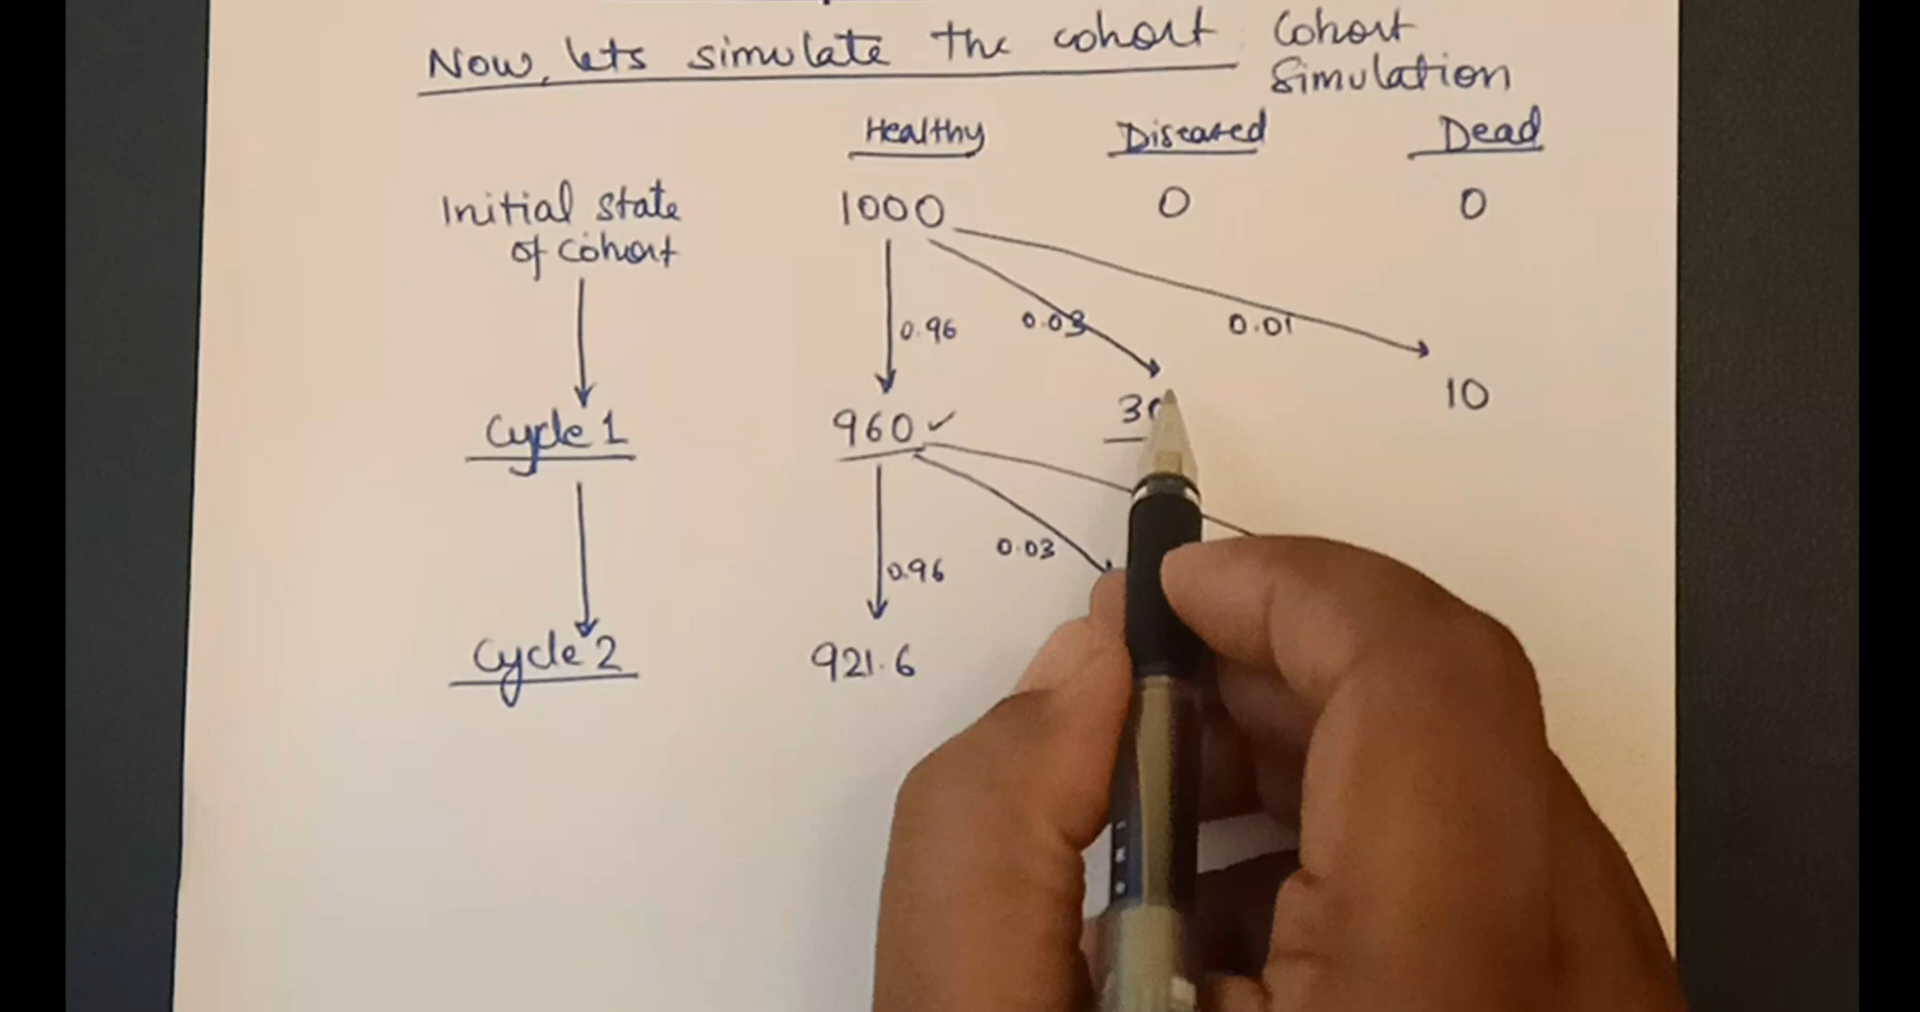 Now, lets simulate the cohort
Cohort
Simulation
Healthy Diseased Dead
Initial state 1000 0 0
of cohort
0.96 0.03 0.01
Cycle 1 960 10
0.96 0.03
Cycle 2 921.6